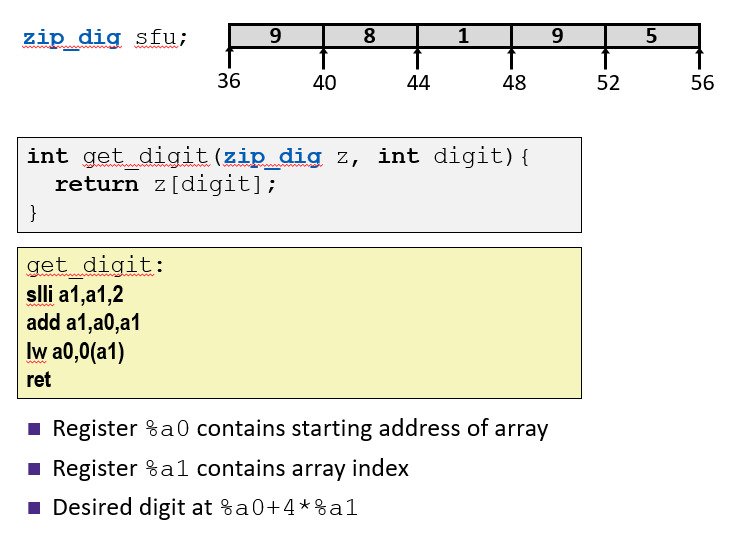 zip_dig sfu;
9 8 1 9 5
36 40 44 48 52 56
int get_digit(zip_dig z, int digit){
return z[digit];
}
get_digit:
slli a1,a1,2
add a1,a0,a1
lw a0,0(a1)
ret
Register %a0 contains starting address of array
Register %a1 contains array index
Desired digit at %a0+4*%a1